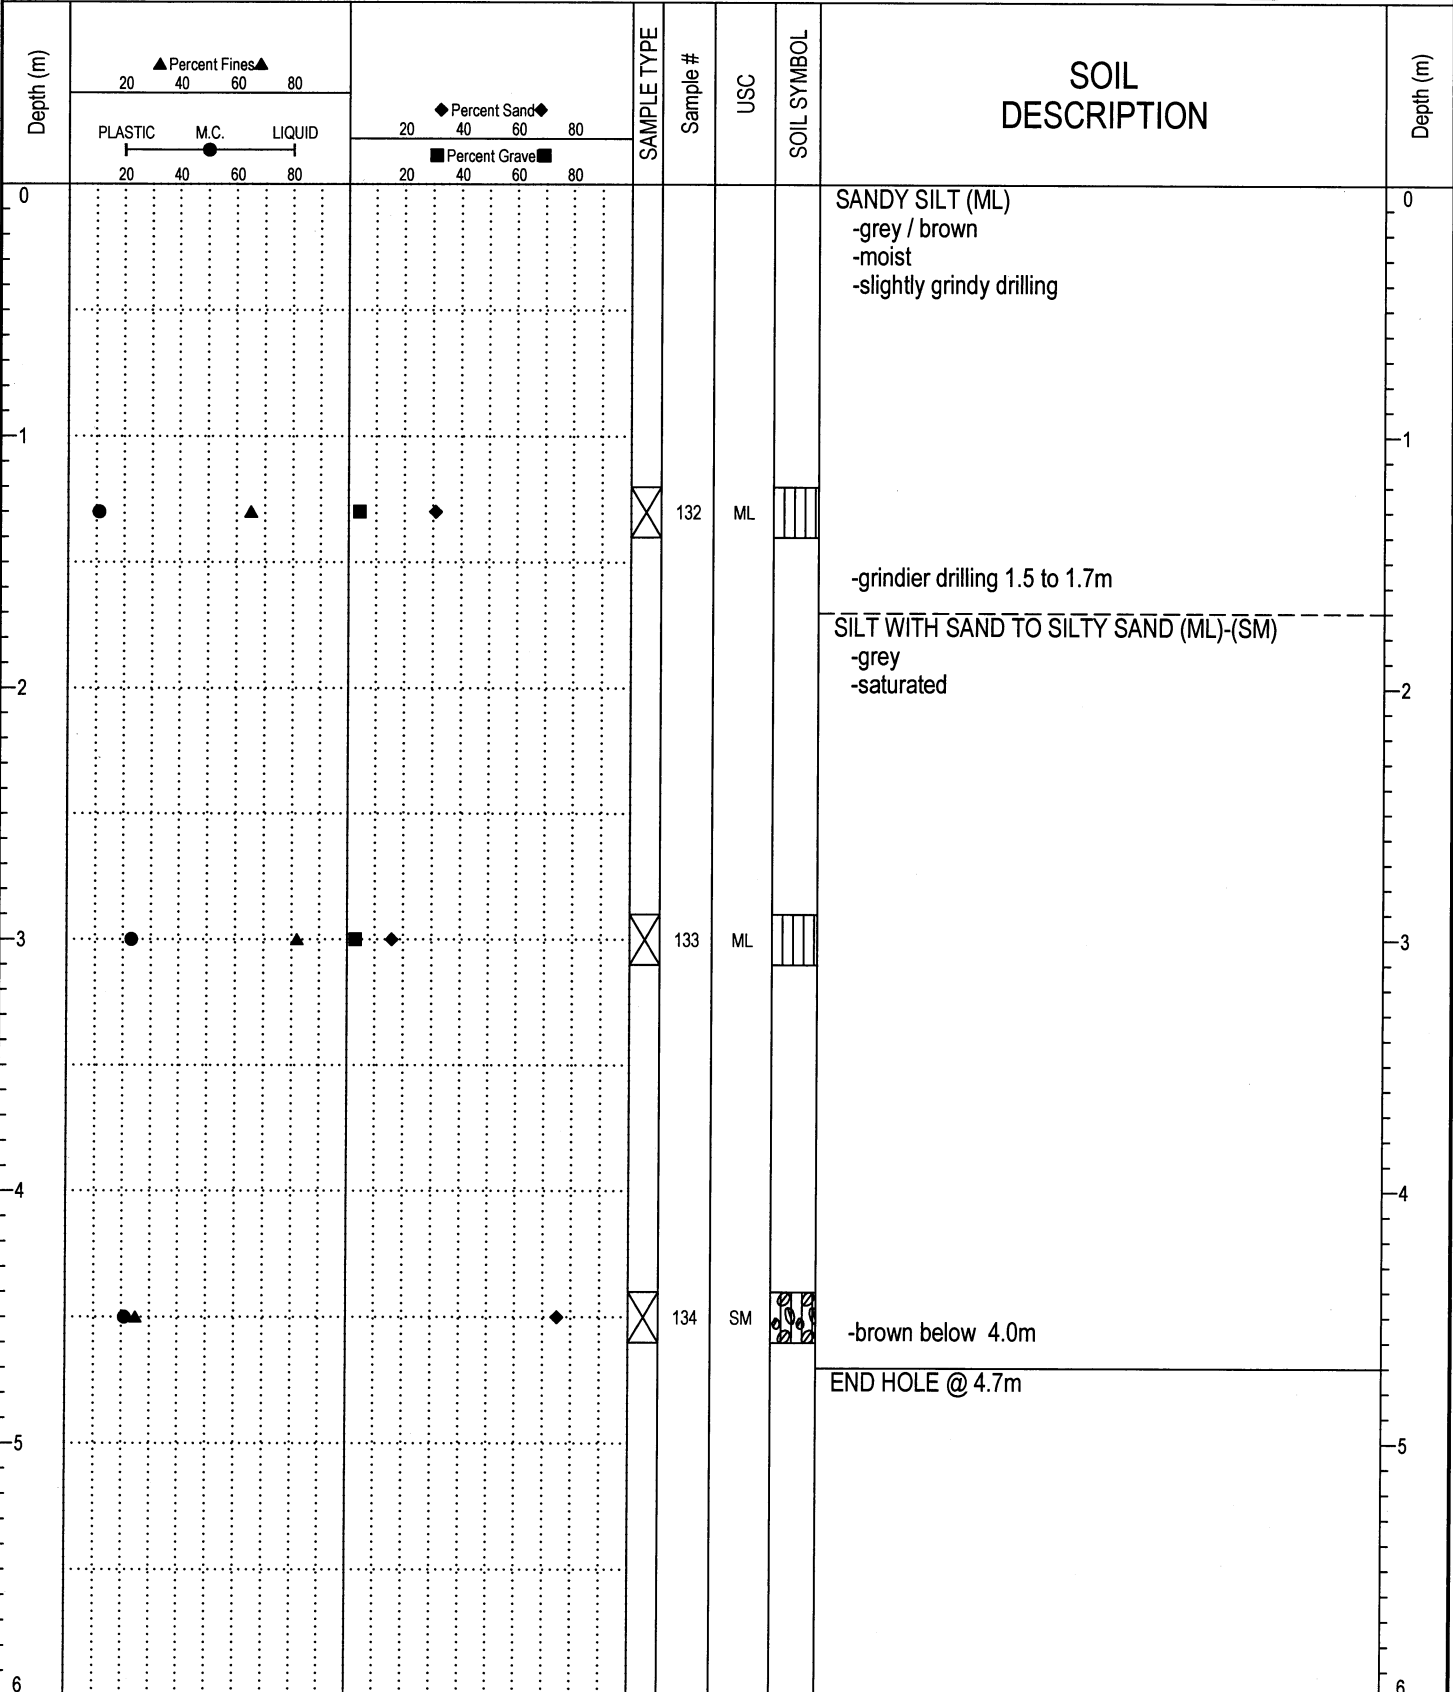 Depth (m)
▲Percent Fines▲
20 40 60 80
PLASTIC M.C. LIQUID
20 40 60 80
◆Percent Sand◆
20 40 60 80
■Percent Grave■
20 40 60 80
SAMPLE TYPE
Sample #
USC
SOIL SYMBOL
SOIL
DESCRIPTION
Depth (m)
0
SANDY SILT (ML)
0
-grey / brown
-moist
-slightly grindy drilling
1
1
132 ML
-grindier drilling 1.5 to 1.7m
SILT WITH SAND TO SILTY SAND (ML)-(SM)
-grey
-saturated
2
2
3
133 ML
3
4
4
134 SM
-brown below 4.0m
END HOLE @ 4.7m
5
5
6
6